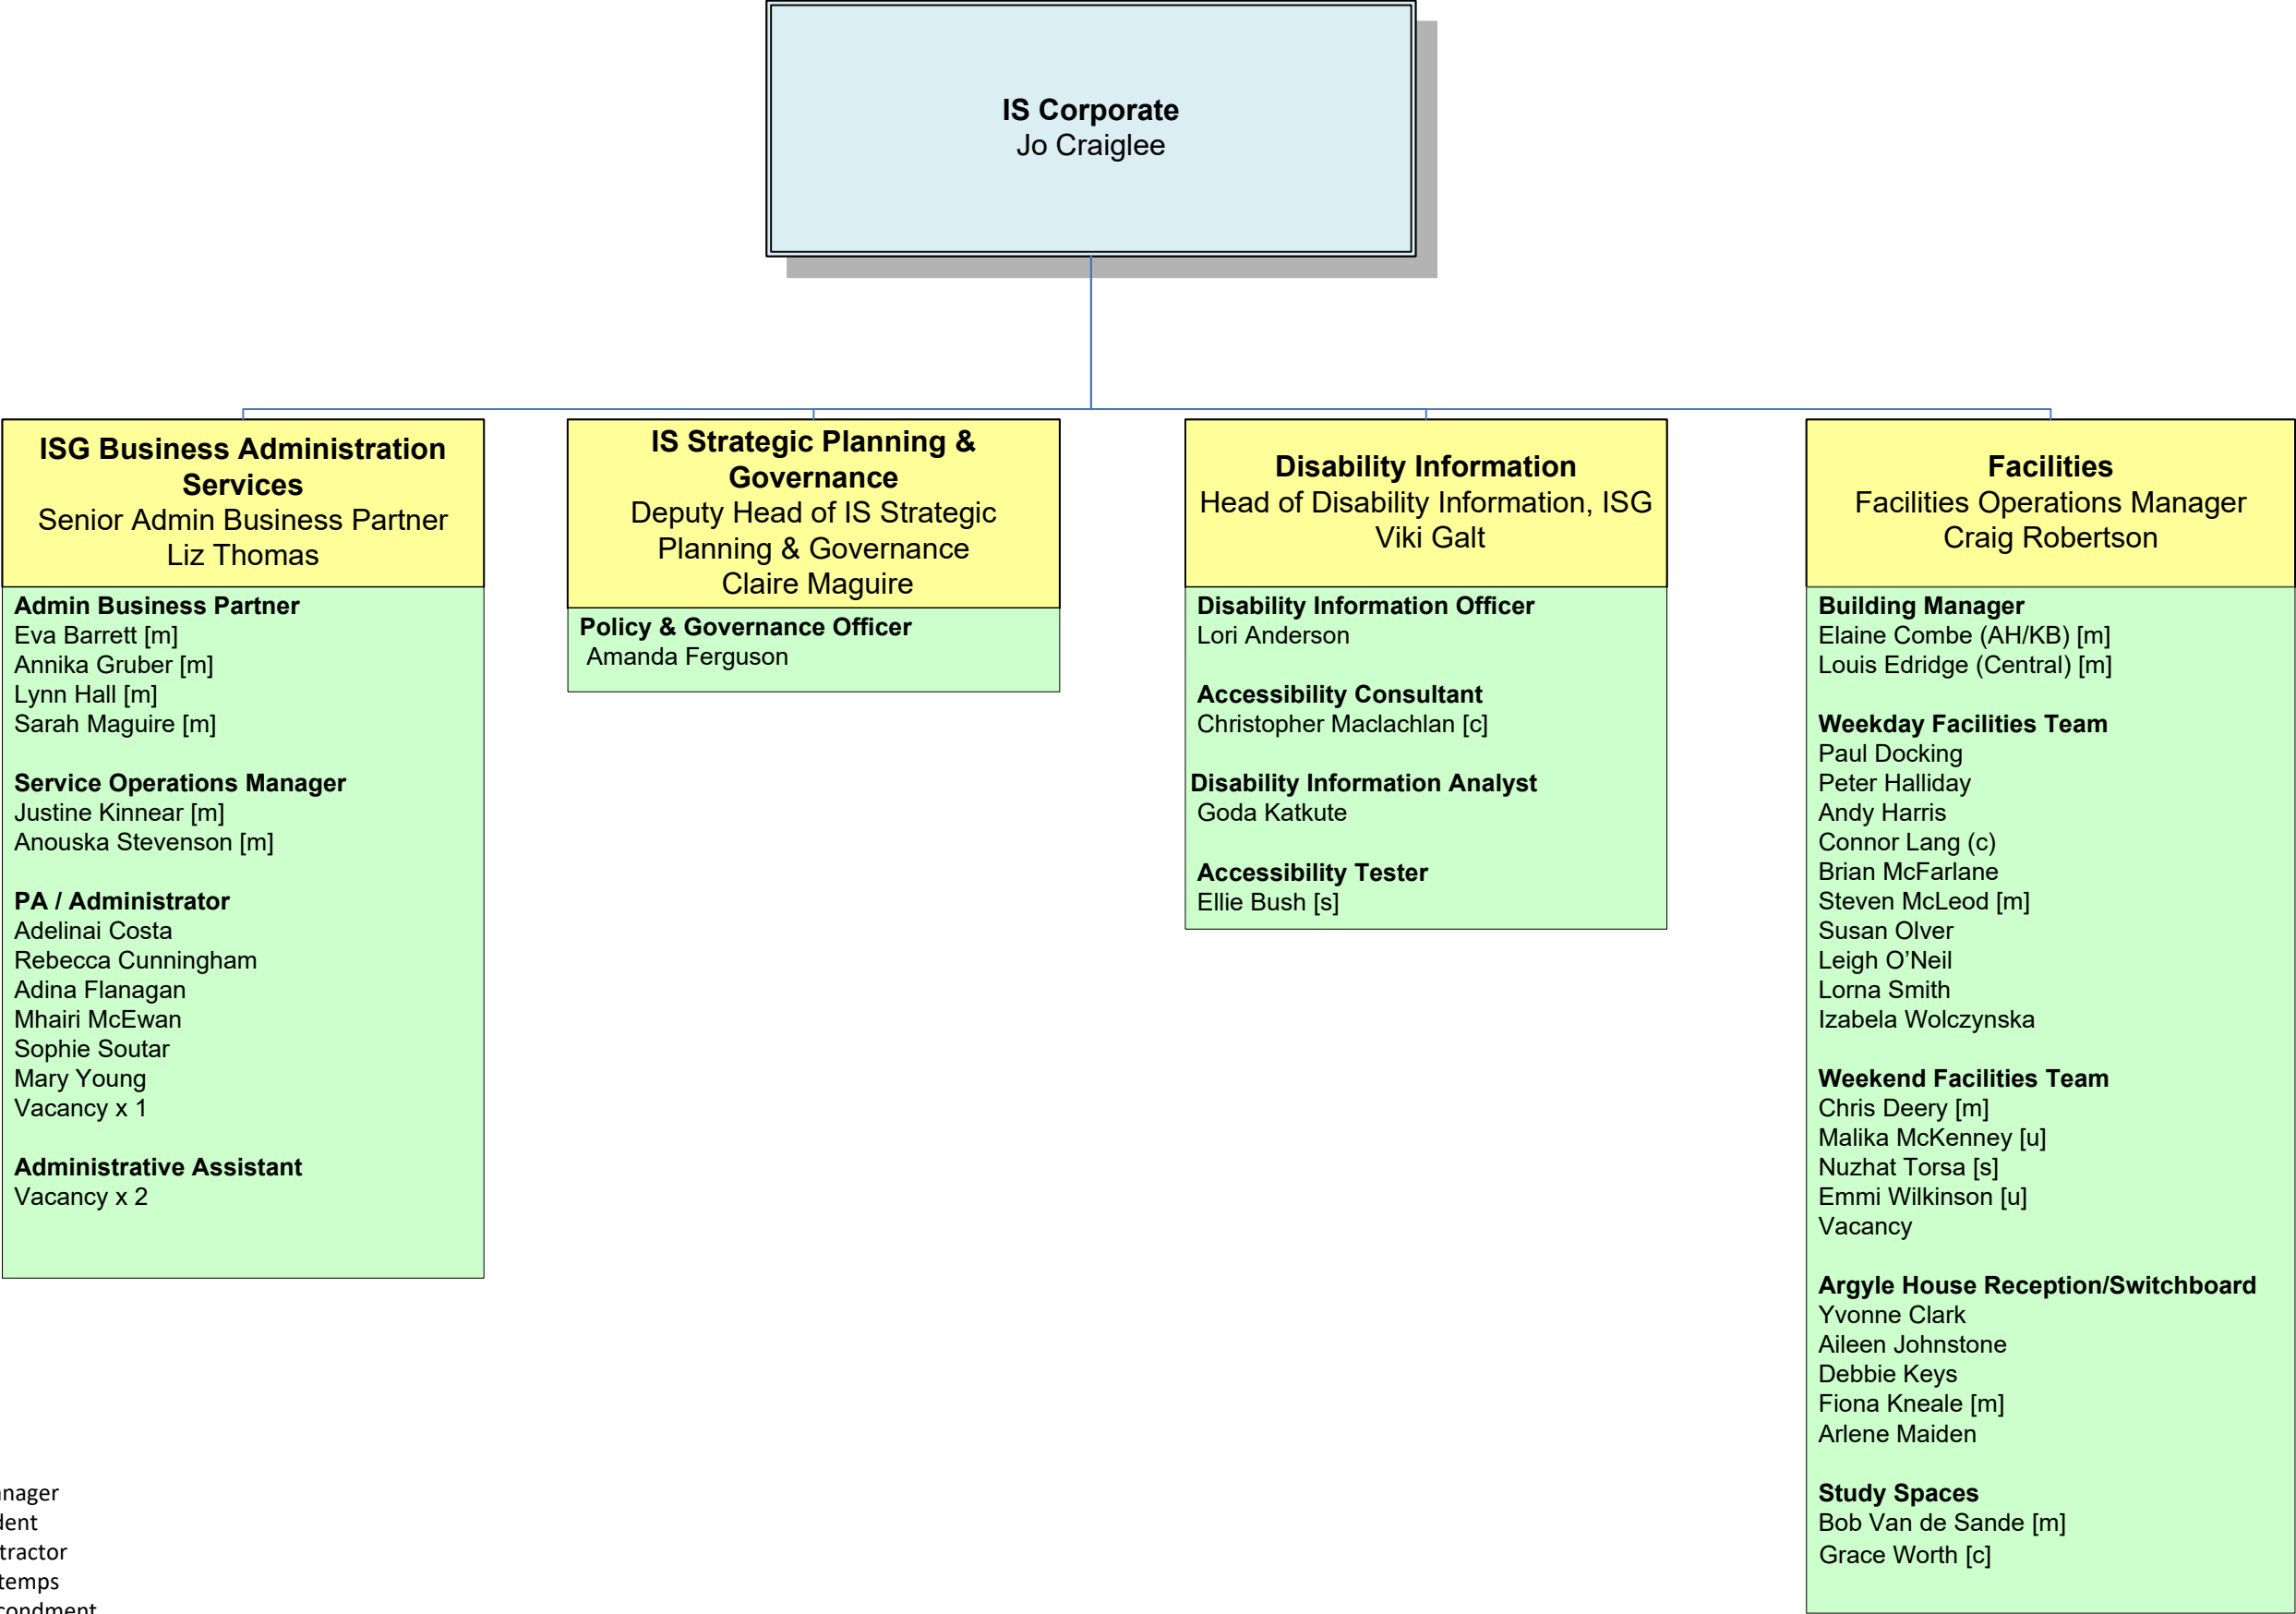 IS Corporate
Jo Craiglee
ISG Business Administration
Services
Senior Admin Business Partner
Liz Thomas
Admin Business Partner
Eva Barrett [m]
Annika Gruber [m]
Lynn Hall [m]
Sarah Maguire [m]
Service Operations Manager
Justine Kinnear [m]
Anouska Stevenson [m]
PA / Administrator
Adelinai Costa
Rebecca Cunningham
Adina Flanagan
Mhairi McEwan
Sophie Soutar
Mary Young
Vacancy x 1
Administrative Assistant
Vacancy x 2
IS Strategic Planning &
Governance
Deputy Head of IS Strategic
Planning & Governance
Claire Maguire
Policy & Governance Officer
Amanda Ferguson
Disability Information
Head of Disability Information, ISG
Viki Galt
Disability Information Officer
Lori Anderson
Accessibility Consultant
Christopher Maclachlan [c]
Disability Information Analyst
Goda Katkute
Accessibility Tester
Ellie Bush [s]
Facilities
Facilities Operations Manager
Craig Robertson
Building Manager
Elaine Combe (AH/KB) [m]
Louis Edridge (Central) [m]
Weekday Facilities Team
Paul Docking
Peter Halliday
Andy Harris
Connor Lang (c)
Brian McFarlane
Steven McLeod [m]
Susan Olver
Leigh O’Neil
Lorna Smith
Izabela Wolczynska
Weekend Facilities Team
Chris Deery [m]
Malika McKenney [u]
Nuzhat Torsa [s]
Emmi Wilkinson [u]
Vacancy
Argyle House Reception/Switchboard
Yvonne Clark
Aileen Johnstone
Debbie Keys
Fiona Kneale [m]
Arlene Maiden
Study Spaces
Bob Van de Sande [m]
Grace Worth [c]
temps